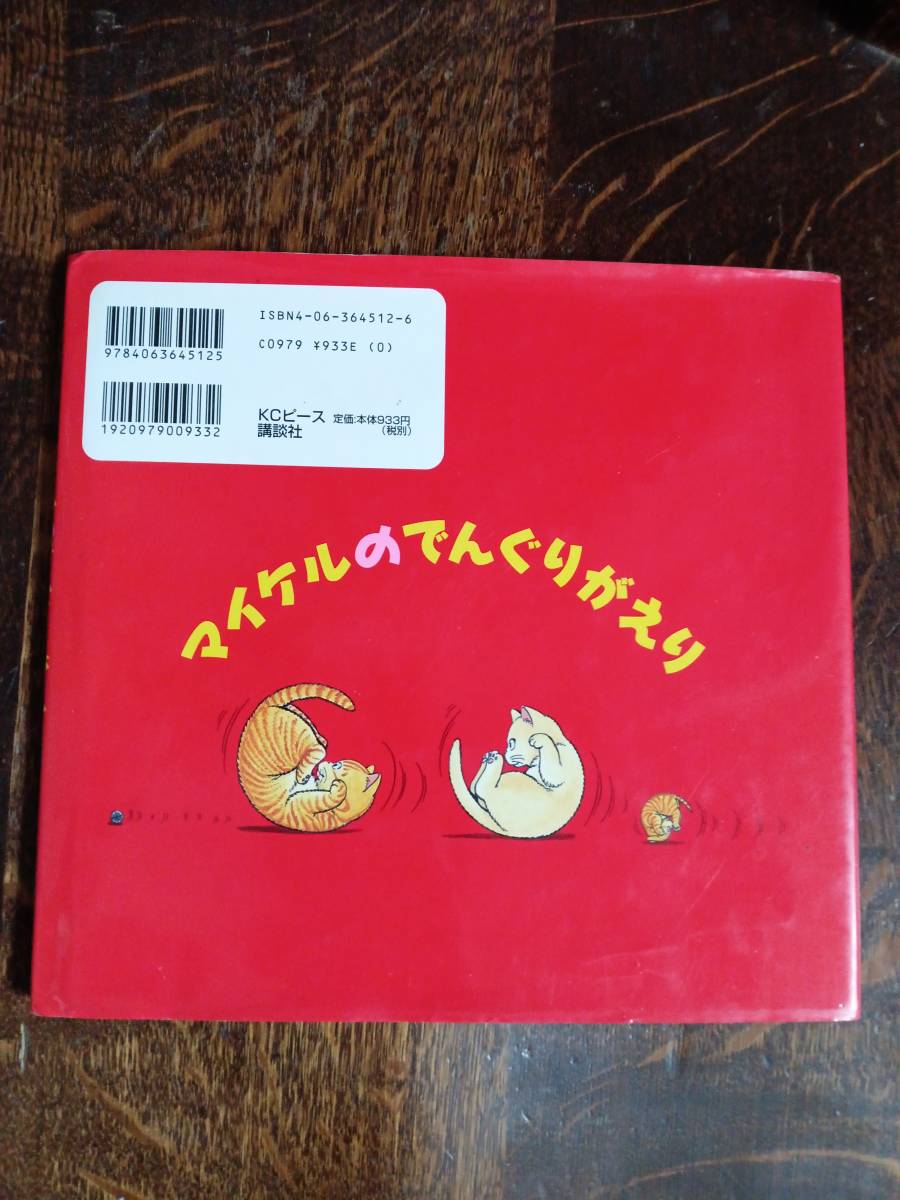 ISBN4-06-364512-6
9784063645125
C0979 ¥933E (0)
1920979009332
KCピース 定価:本体933円
講談社 (税別)
マイケルのでんぐりがえり